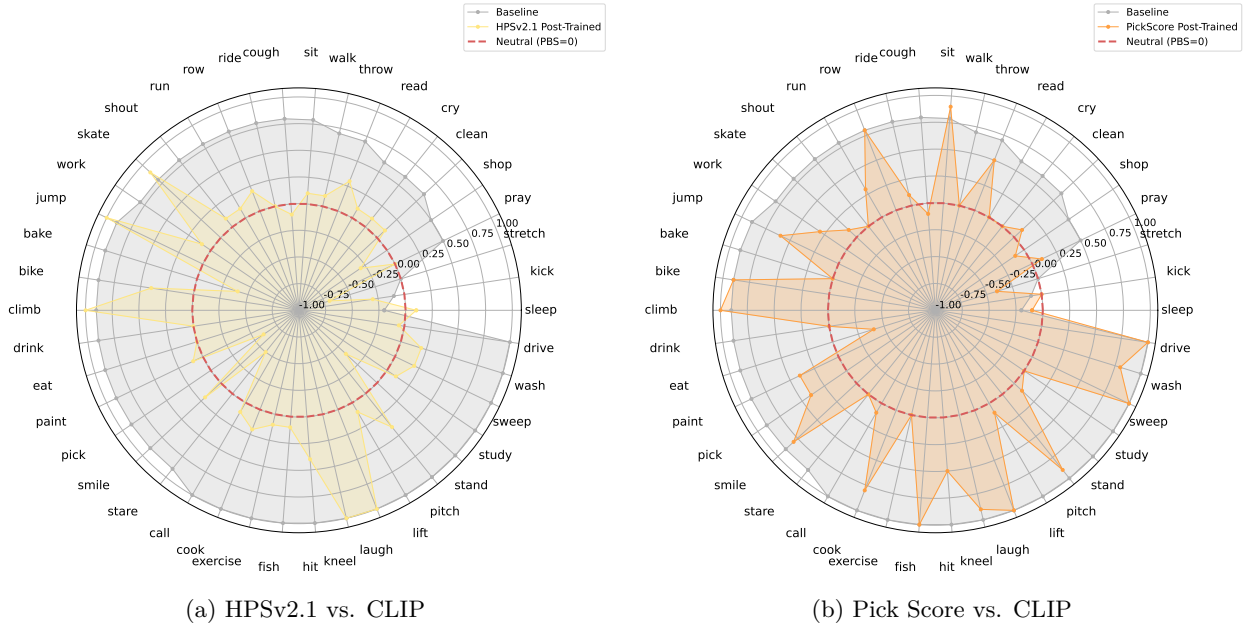 Baseline
HPSv2.1 Post-Trained
Neutral (PBS=0)
sit
cough
ride
walk
row
throw
run
read
shout
cry
skate
clean
work
shop
jump
pray
bake
stretch
bike
kick
climb
sleep
drink
drive
eat
wash
paint
sweep
pick
study
smile
stand
stare
pitch
call
lift
cook
laugh
exercise
kneel
fish
hit
1.00
0.75
0.50
0.25
0.00
-0.25
-0.50
-0.75
-1.00
(a) HPSv2.1 vs. CLIP
Baseline
PickScore Post-Trained
Neutral (PBS=0)
sit
cough
ride
walk
row
throw
run
read
shout
cry
skate
clean
work
shop
jump
pray
bake
stretch
bike
kick
climb
sleep
drink
drive
eat
wash
paint
sweep
pick
study
smile
stand
stare
pitch
call
lift
cook
laugh
exercise
kneel
fish
hit
1.00
0.75
0.50
0.25
0.00
-0.25
-0.50
-0.75
-1.00
(b) Pick Score vs. CLIP